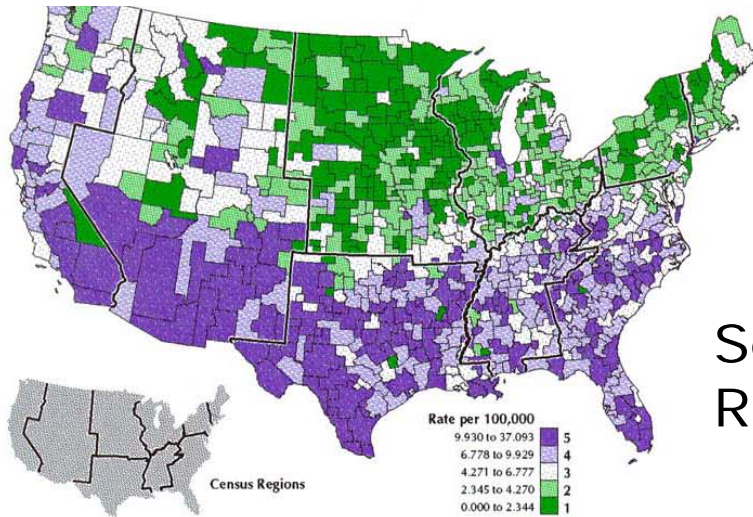 Rate per 100,000
9.930 to 37.093 5
6.778 to 9.929 4
4.271 to 6.777 3
2.345 to 4.270 2
0.000 to 2.344 1
Census Regions